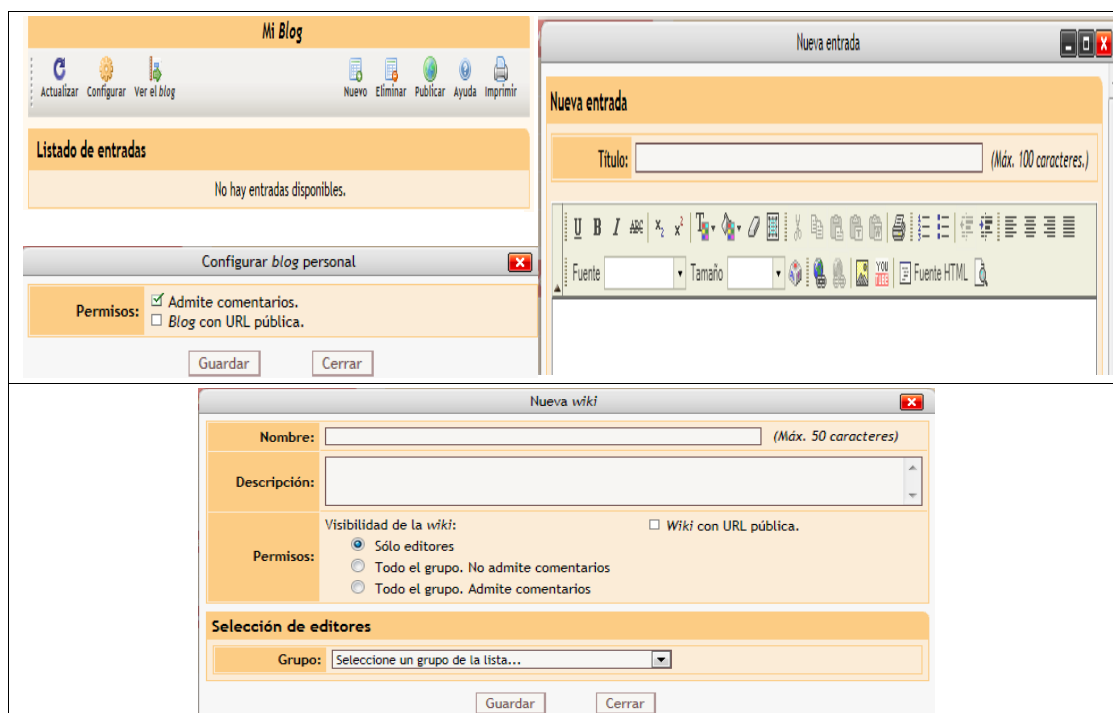 Mi Blog
Actualizar Configurar Ver el blog Nuevo Eliminar Publicar Ayuda Imprimir
Listado de entradas
No hay entradas disponibles.
Configurar blog personal
Permisos:
Admite comentarios.
Blog con URL pública.
Guardar Cerrar
Nueva entrada
Nueva entrada
Título: (Máx. 100 caracteres.)
U B I ABC x2 x2 T
Fuente Tamaño YOU Fuente HTML
Nueva wiki
Nombre: (Máx. 50 caracteres)
Descripción:
Permisos:
Visibilidad de la wiki: Wiki con URL pública.
Sólo editores
Todo el grupo. No admite comentarios
Todo el grupo. Admite comentarios
Selección de editores
Grupo: Seleccione un grupo de la lista...
Guardar Cerrar